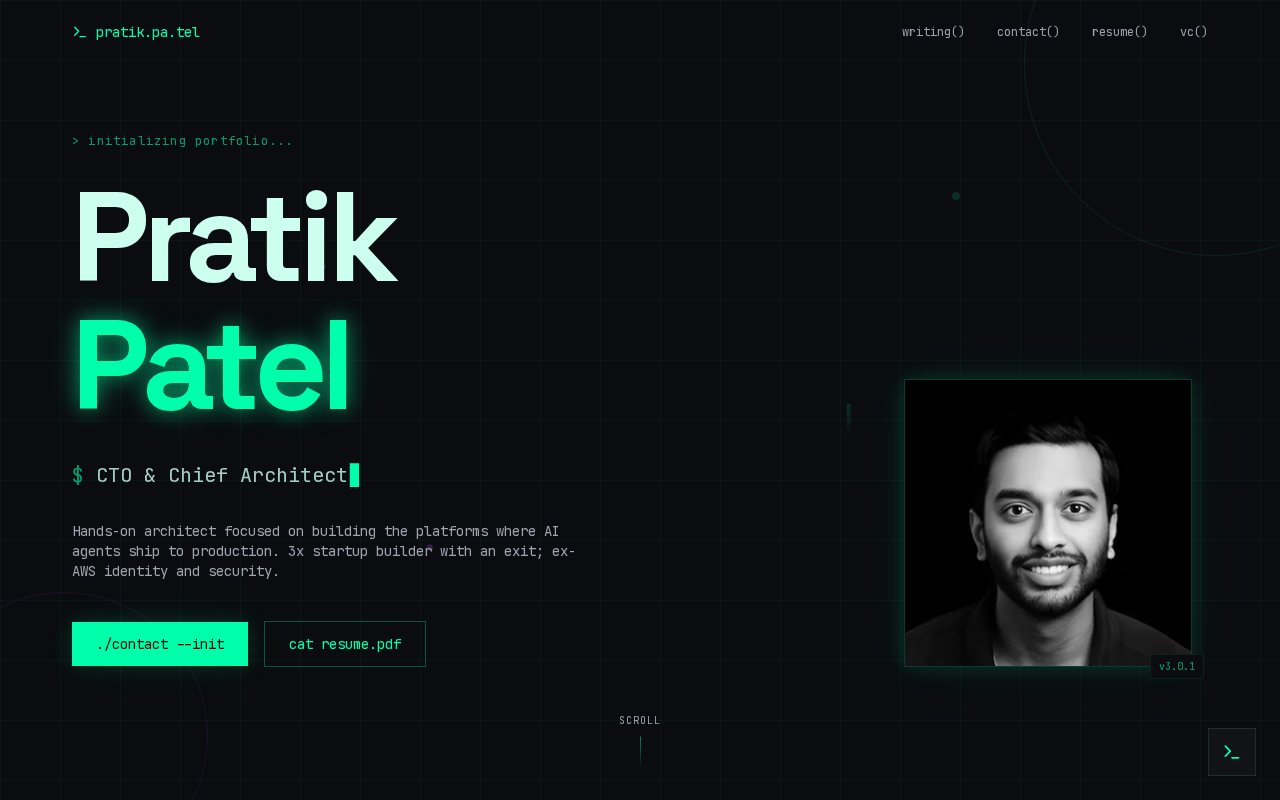 pratik.pa.tel
writing()
contact()
resume()
vc()
> initializing portfolio...
Pratik
Patel
$ CTO & Chief Architect
Hands-on architect focused on building the platforms where AI
agents ship to production. 3x startup builder with an exit; ex-
AWS identity and security.
./contact --init
cat resume.pdf
v3.0.1
SCROLL